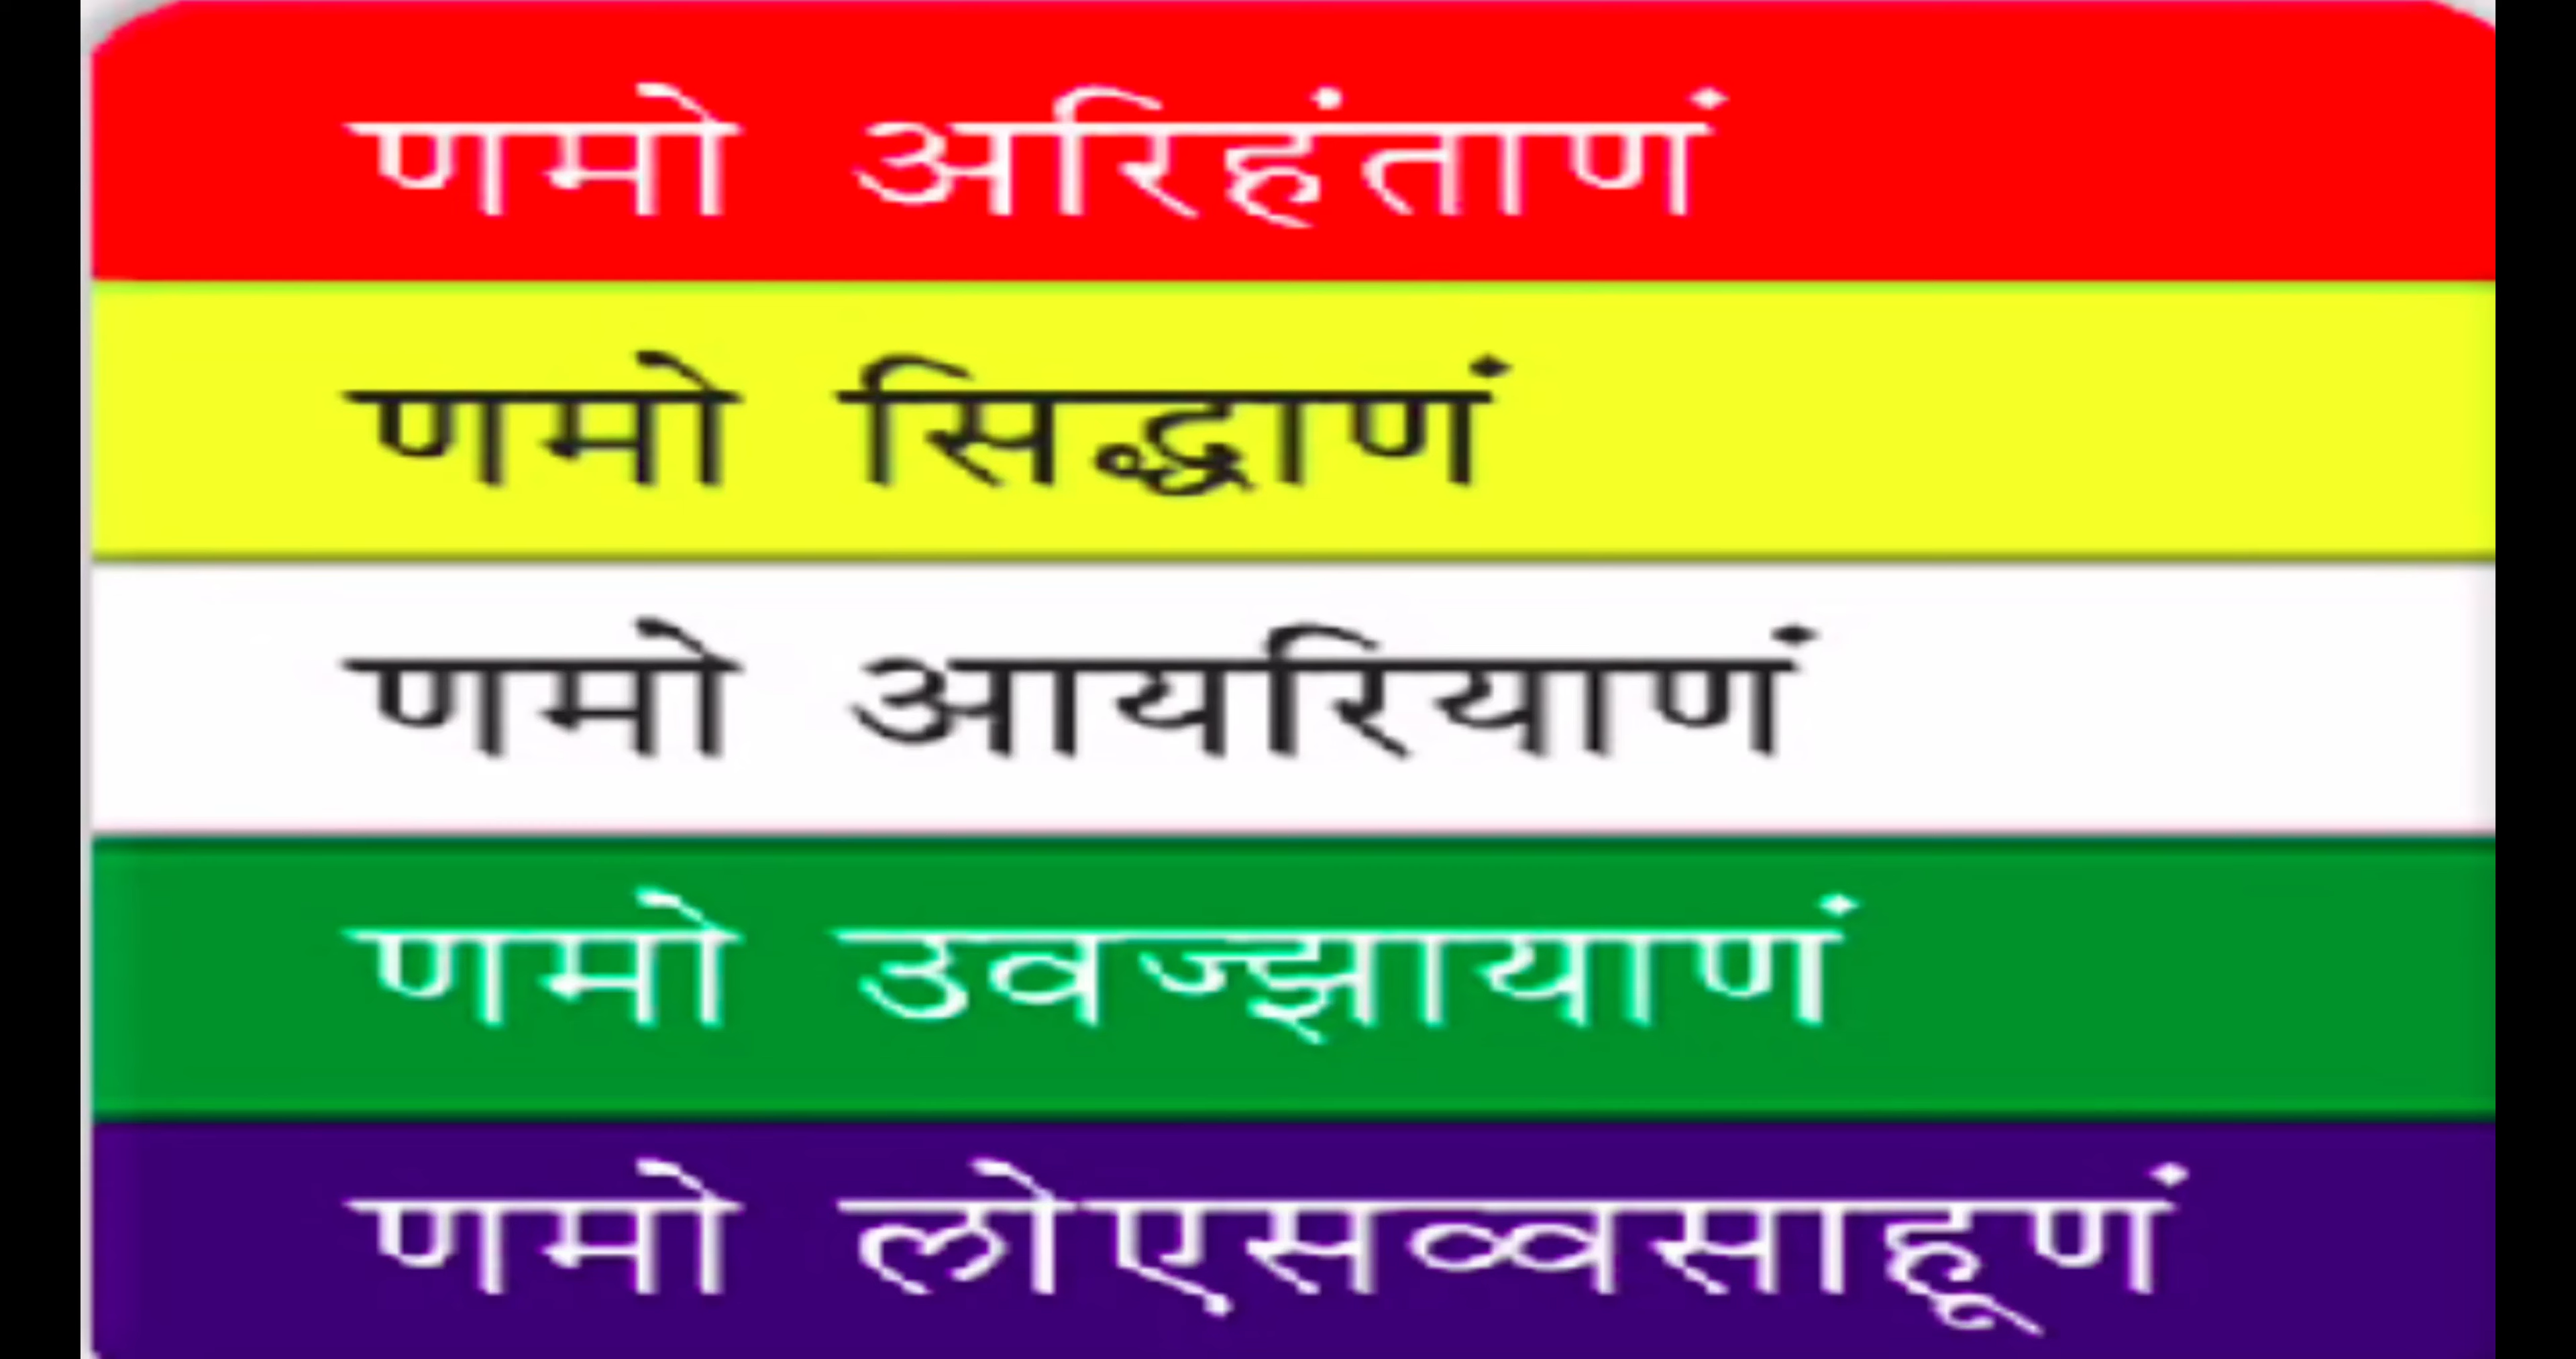 णमो अरिहंताणं
णमो सिद्धाणं
णमो आयरियाणं
णमो उवज्झायाणं
णमो लोएसव्वसाहूणं